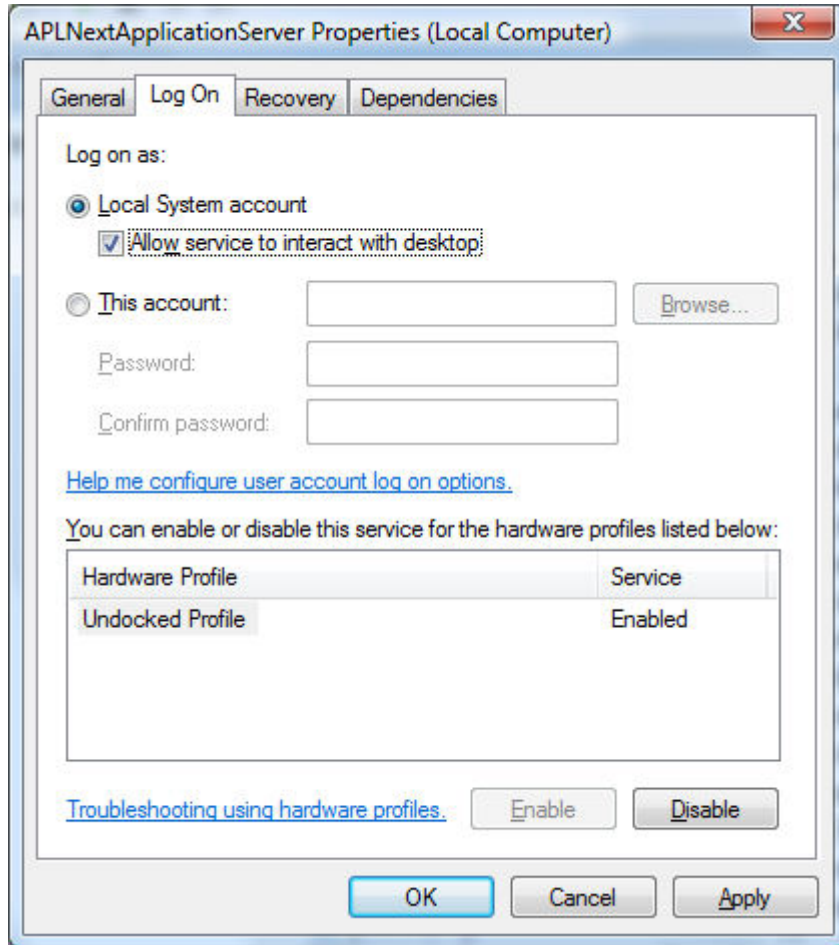 APLNextApplicationServer Properties (Local Computer)
General Log On Recovery Dependencies
Log on as:
Local System account
Allow service to interact with desktop
This account: Browse...
Password:
Confirm password:
Help me configure user account log on options.
You can enable or disable this service for the hardware profiles listed below:
Hardware Profile Service
Undocked Profile Enabled
Troubleshooting using hardware profiles. Enable Disable
OK Cancel Apply